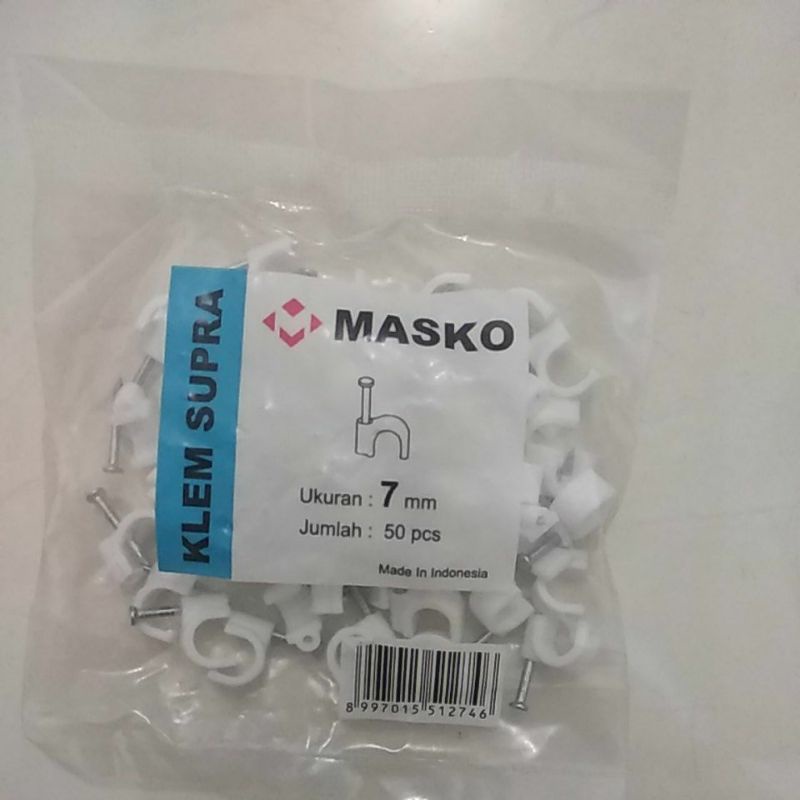 KLEM SUPRA
MASKO
Ukuran : 7 mm
Jumlah : 50 pcs
Made In Indonesia
8 997015 512746